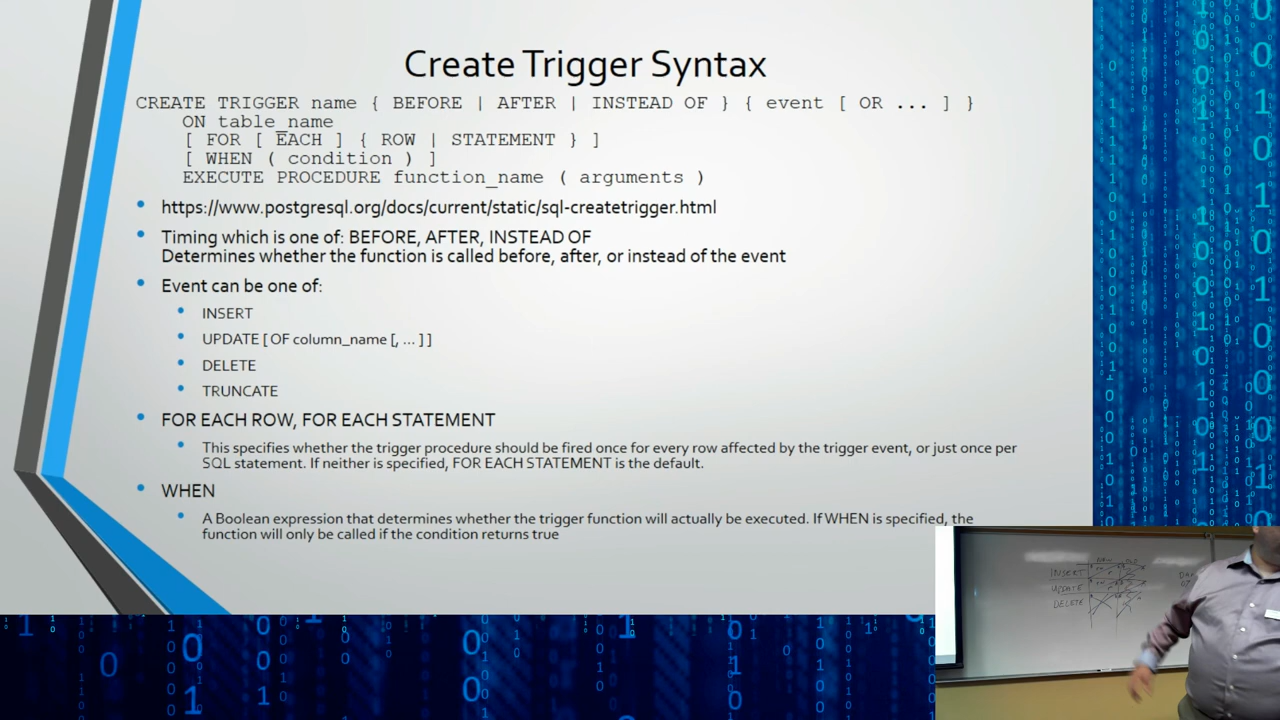 Create Trigger Syntax
CREATE TRIGGER name { BEFORE | AFTER | INSTEAD OF } { event [ OR ... ] }
ON table_name
[ FOR [ EACH ] { ROW | STATEMENT } ]
[ WHEN ( condition ) ]
EXECUTE PROCEDURE function_name ( arguments )
https://www.postgresql.org/docs/current/static/sql-createtrigger.html
Timing which is one of: BEFORE, AFTER, INSTEAD OF
Determines whether the function is called before, after, or instead of the event
Event can be one of:
INSERT
UPDATE [ OF column_name [, ... ] ]
DELETE
TRUNCATE
FOR EACH ROW, FOR EACH STATEMENT
This specifies whether the trigger procedure should be fired once for every row affected by the trigger event, or just once per
SQL statement. If neither is specified, FOR EACH STATEMENT is the default.
WHEN
A Boolean expression that determines whether the trigger function will actually be executed. If WHEN is specified, the
function will only be called if the condition returns true
INSERT
UPDATE
DELETE